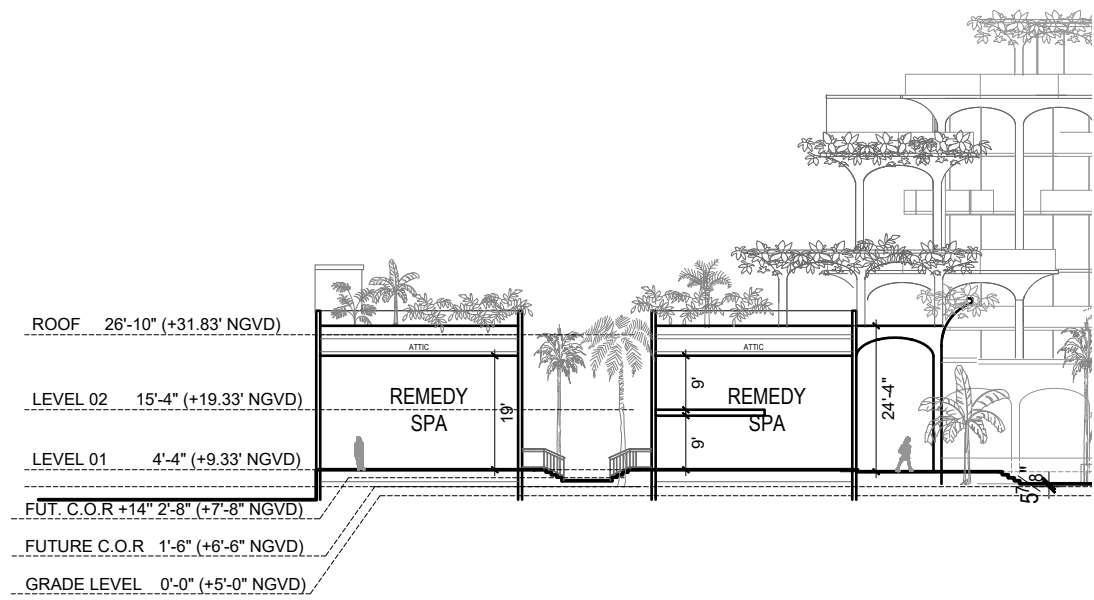 ROOF 26'-10" (+31.83' NGVD)
ATTIC
ATTIC
LEVEL 02 15'-4" (+19.33' NGVD)
REMEDY
SPA
19'
9'
9'
REMEDY
SPA
24'-4"
LEVEL 01 4'-4" (+9.33' NGVD)
FUT. C.O.R +14" 2'-8" (+7'-8" NGVD)
FUTURE C.O.R 1'-6" (+6'-6" NGVD)
GRADE LEVEL 0'-0" (+5'-0" NGVD)